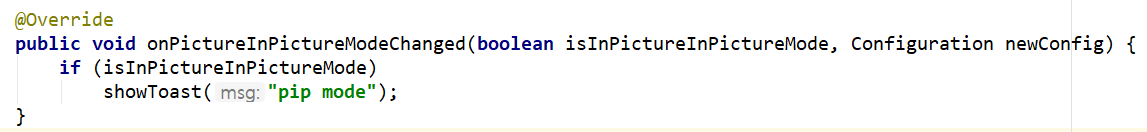 @Override
public void onPictureInPictureModeChanged(boolean isInPictureInPictureMode, Configuration newConfig) {
    if (isInPictureInPictureMode)
        showToast( msg: "pip mode");
}